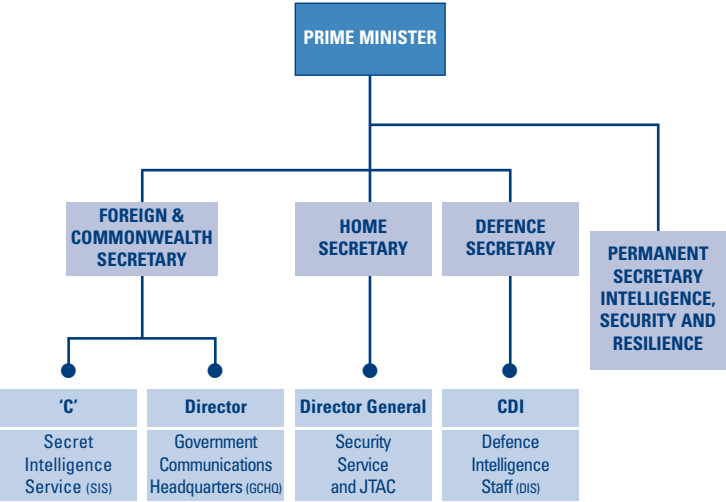 PRIME MINISTER
FOREIGN &
COMMONWEALTH
SECRETARY
HOME
SECRETARY
DEFENCE
SECRETARY
PERMANENT
SECRETARY
INTELLIGENCE,
SECURITY AND
RESILIENCE
‘C’
Secret
Intelligence
Service (SIS)
Director
Government
Communications
Headquarters (GCHQ)
Director General
Security
Service
and JTAC
CDI
Defence
Intelligence
Staff (DIS)